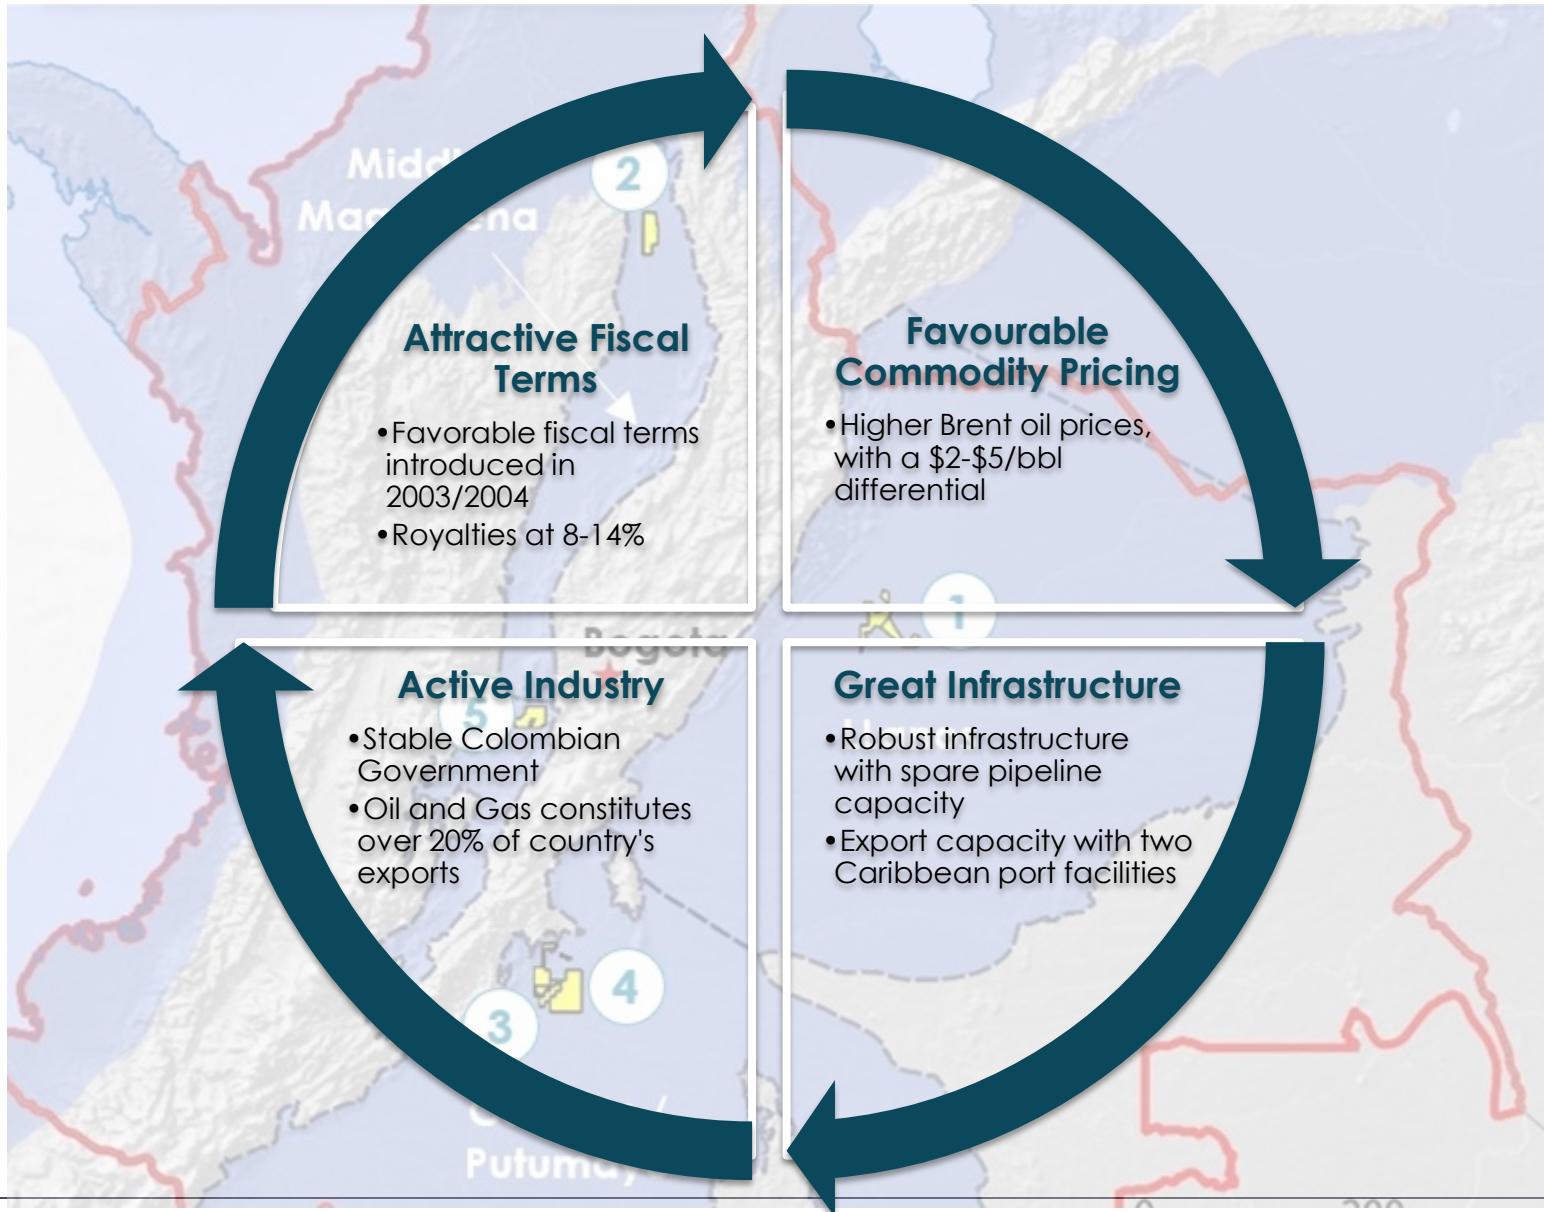 2
Attractive Fiscal
Terms
•Favorable fiscal terms
introduced in
2003/2004
•Royalties at 8-14%
Favourable
Commodity Pricing
•Higher Brent oil prices,
with a $2-$5/bbl
differential
1
Bogota
Active Industry
5
•Stable Colombian
Government
•Oil and Gas constitutes
over 20% of country's
exports
Great Infrastructure
•Robust infrastructure
with spare pipeline
capacity
•Export capacity with two
Caribbean port facilities
4
3